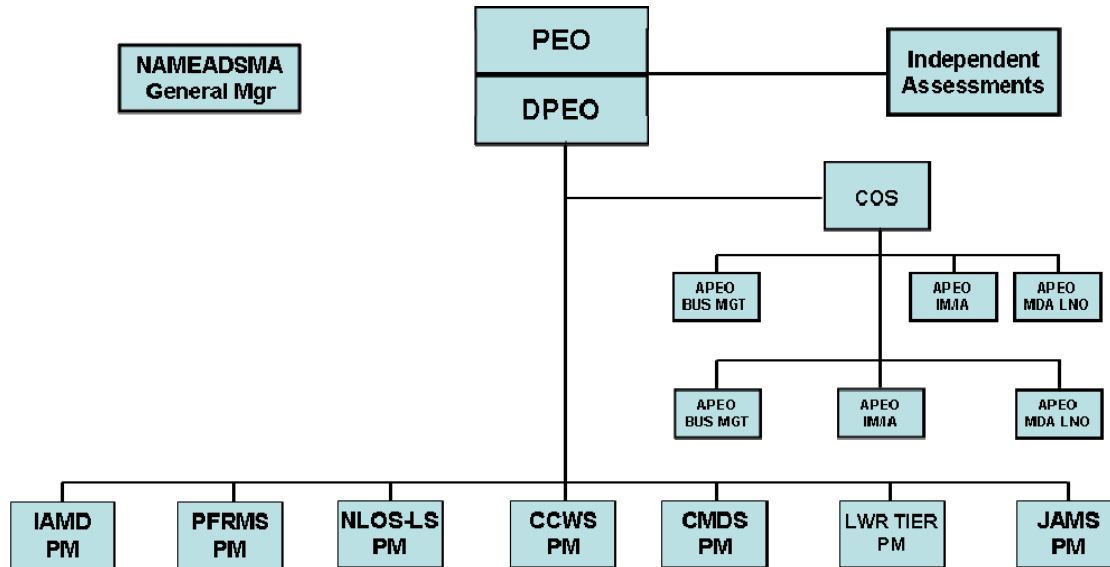 PEO
NAMEADSMA
General Mgr
Independent
Assessments
DPEO
COS
APEO
BUS MGT
APEO
IM/IA
APEO
MDA LNO
APEO
BUS MGT
APEO
IM/IA
APEO
MDA LNO
IAMD
PM
PFRMS
PM
NLOS-LS
PM
CCWS
PM
CMDS
PM
LWR TIER
PM
JAMS
PM